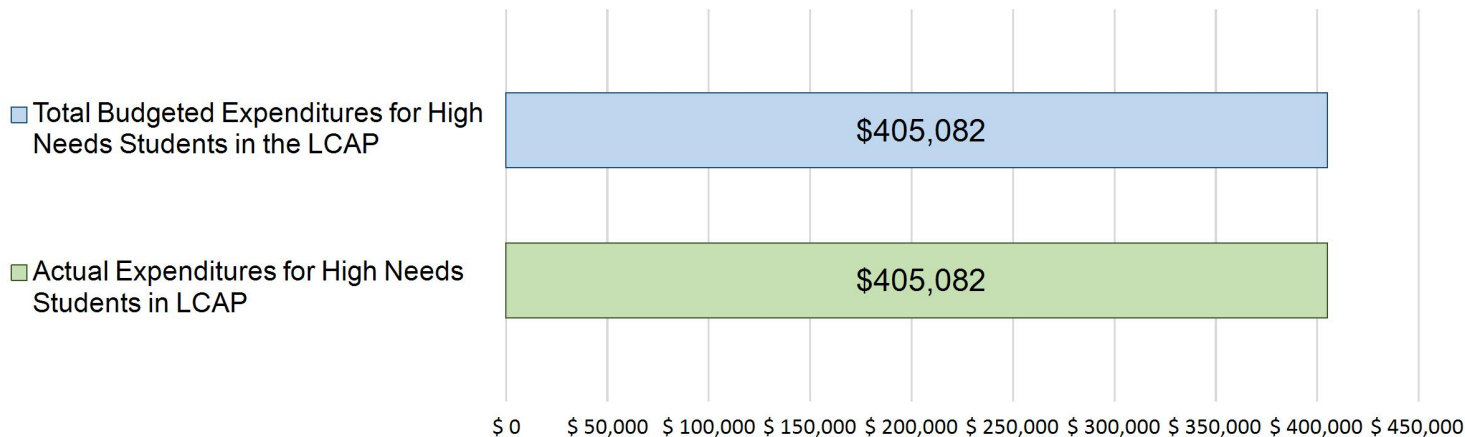 Total Budgeted Expenditures for High
Needs Students in the LCAP
$405,082
Actual Expenditures for High Needs
Students in LCAP
$405,082
$ 0 $ 50,000 $ 100,000 $ 150,000 $ 200,000 $ 250,000 $ 300,000 $ 350,000 $ 400,000 $ 450,000